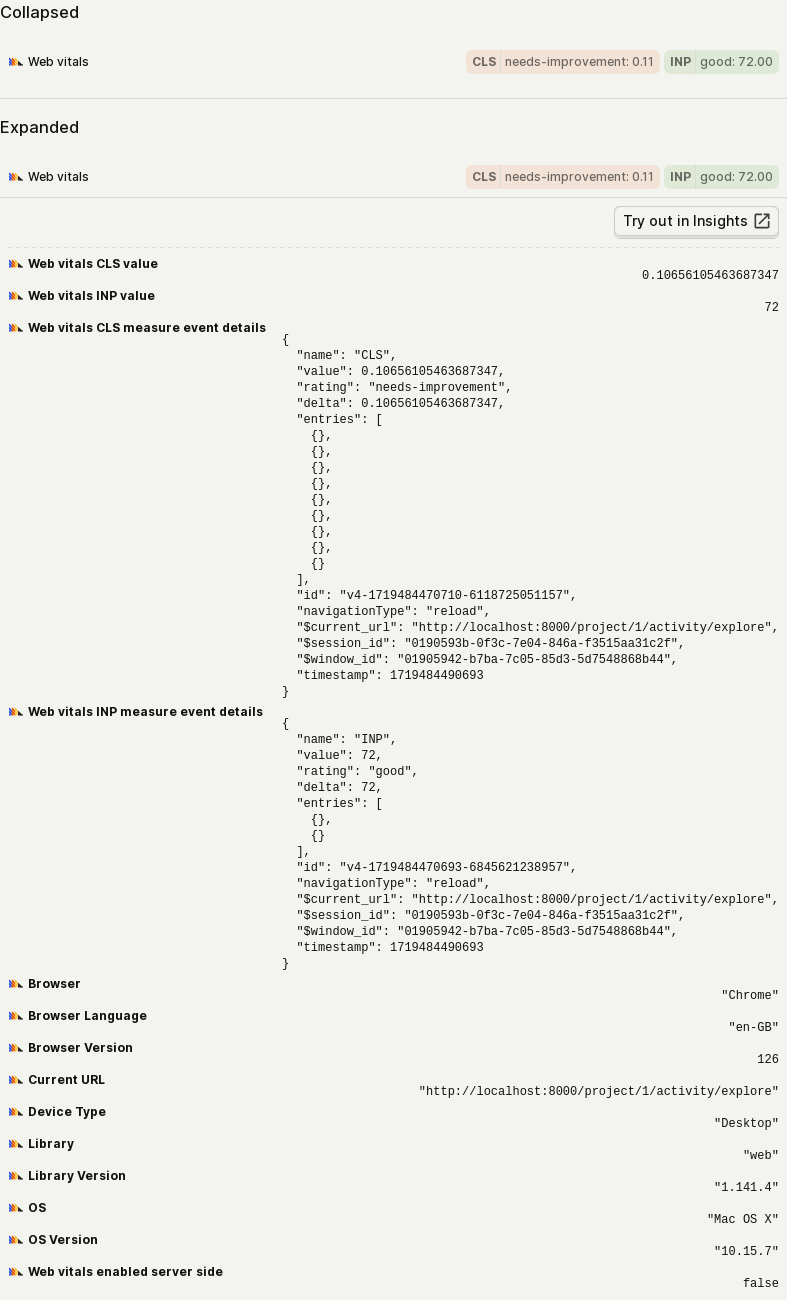 Collapsed
Web vitals CLS needs-improvement: 0.11 INP good: 72.00
Expanded
Web vitals CLS needs-improvement: 0.11 INP good: 72.00
Try out in Insights
Web vitals CLS value
0.10656105463687347
Web vitals INP value
72
Web vitals CLS measure event details
{
  "name": "CLS",
  "value": 0.10656105463687347,
  "rating": "needs-improvement",
  "delta": 0.10656105463687347,
  "entries": [
    {},
    {},
    {},
    {},
    {},
    {},
    {},
    {},
    {}
  ],
  "id": "v4-1719484470710-6118725051157",
  "navigationType": "reload",
  "$current_url": "http://localhost:8000/project/1/activity/explore",
  "$session_id": "0190593b-0f3c-7e04-846a-f3515aa31c2f",
  "$window_id": "01905942-b7ba-7c05-85d3-5d7548868b44",
  "timestamp": 1719484490693
}
Web vitals INP measure event details
{
  "name": "INP",
  "value": 72,
  "rating": "good",
  "delta": 72,
  "entries": [
    {},
    {}
  ],
  "id": "v4-1719484470693-6845621238957",
  "navigationType": "reload",
  "$current_url": "http://localhost:8000/project/1/activity/explore",
  "$session_id": "0190593b-0f3c-7e04-846a-f3515aa31c2f",
  "$window_id": "01905942-b7ba-7c05-85d3-5d7548868b44",
  "timestamp": 1719484490693
}
Browser
"Chrome"
Browser Language
"en-GB"
Browser Version
126
Current URL
"http://localhost:8000/project/1/activity/explore"
Device Type
"Desktop"
Library
"web"
Library Version
"1.141.4"
OS
"Mac OS X"
OS Version
"10.15.7"
Web vitals enabled server side
false